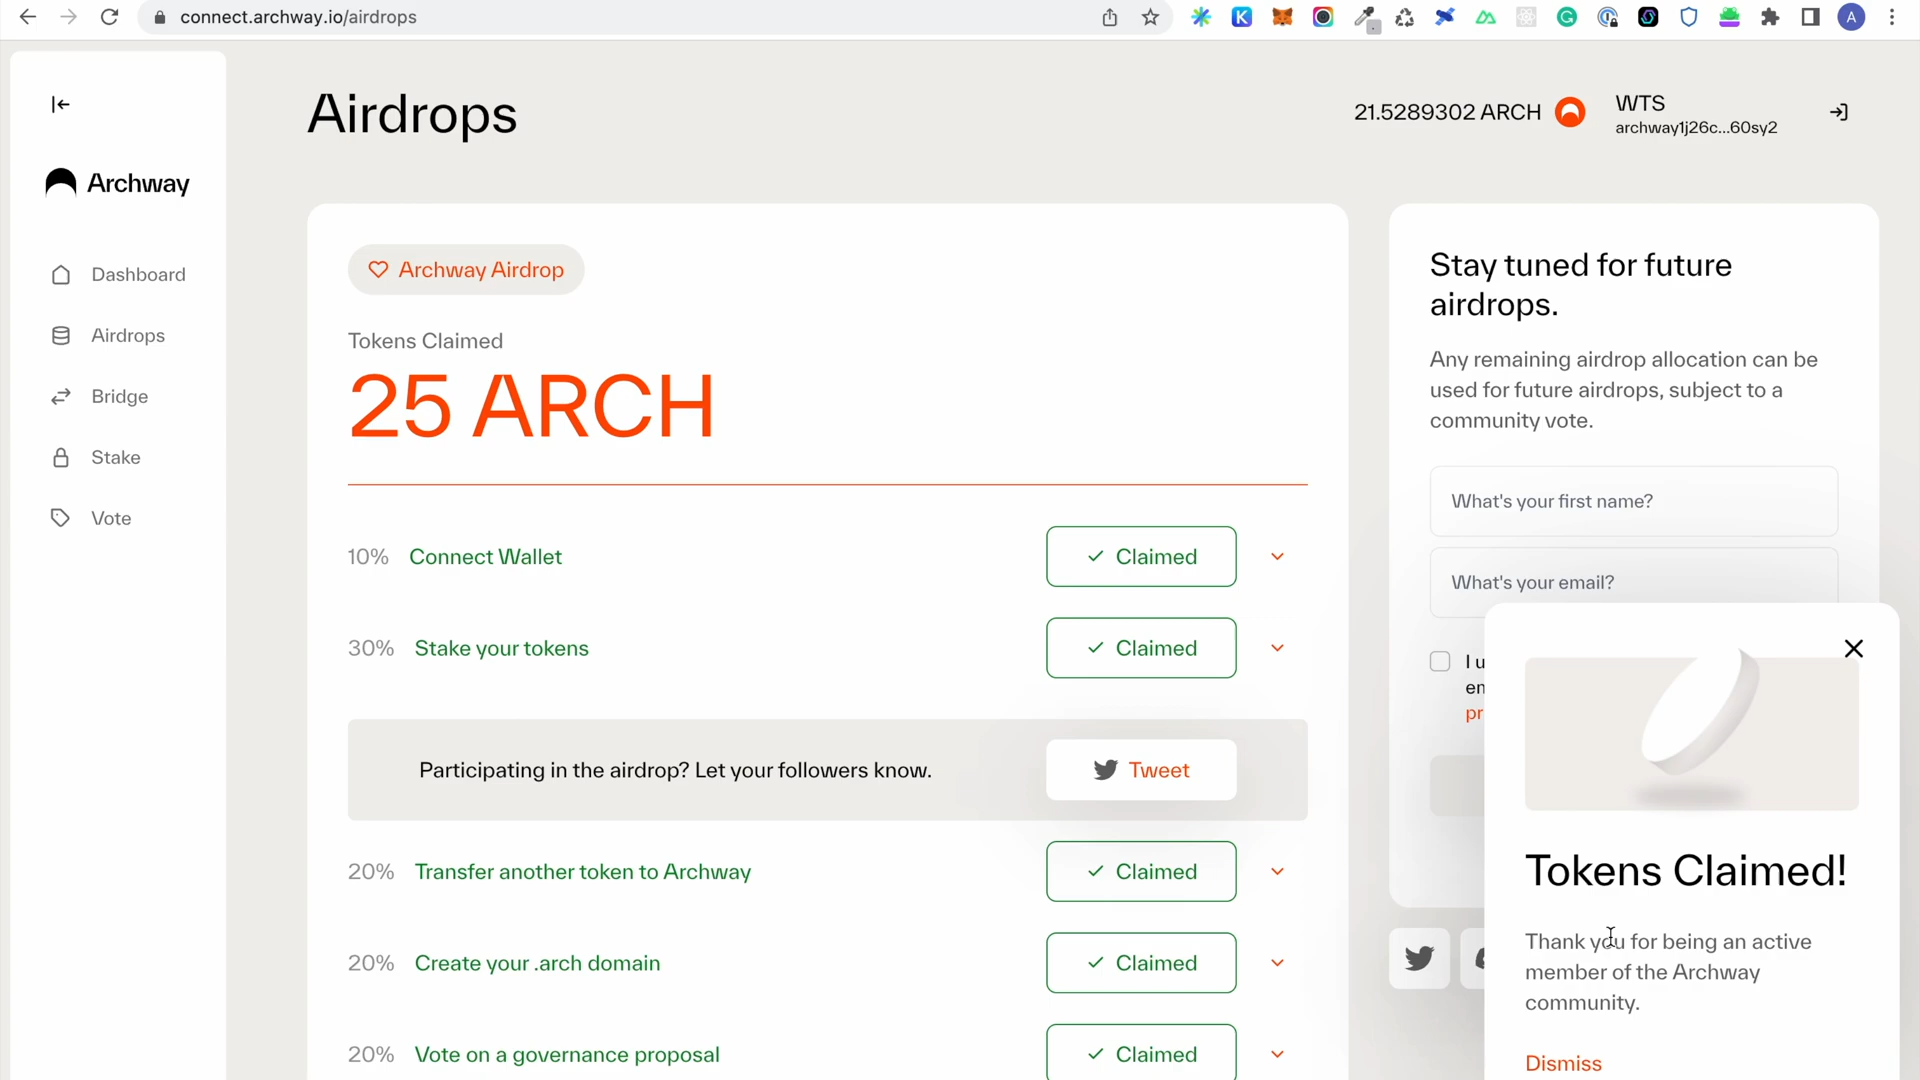 connect.archway.io/airdrops
A
Airdrops
21.5289302 ARCH
WTS
archway1j26c...60sy2
Archway
Dashboard
Airdrops
Bridge
Stake
Vote
Archway Airdrop
Tokens Claimed
25 ARCH
10% Connect Wallet
Claimed
30% Stake your tokens
Claimed
Participating in the airdrop? Let your followers know.
Tweet
20% Transfer another token to Archway
Claimed
20% Create your .arch domain
Claimed
20% Vote on a governance proposal
Claimed
Stay tuned for future
airdrops.
Any remaining airdrop allocation can be
used for future airdrops, subject to a
community vote.
What's your first name?
What's your email?
I u
en
pr
Tokens Claimed!
Thank you for being an active
member of the Archway
community.
Dismiss